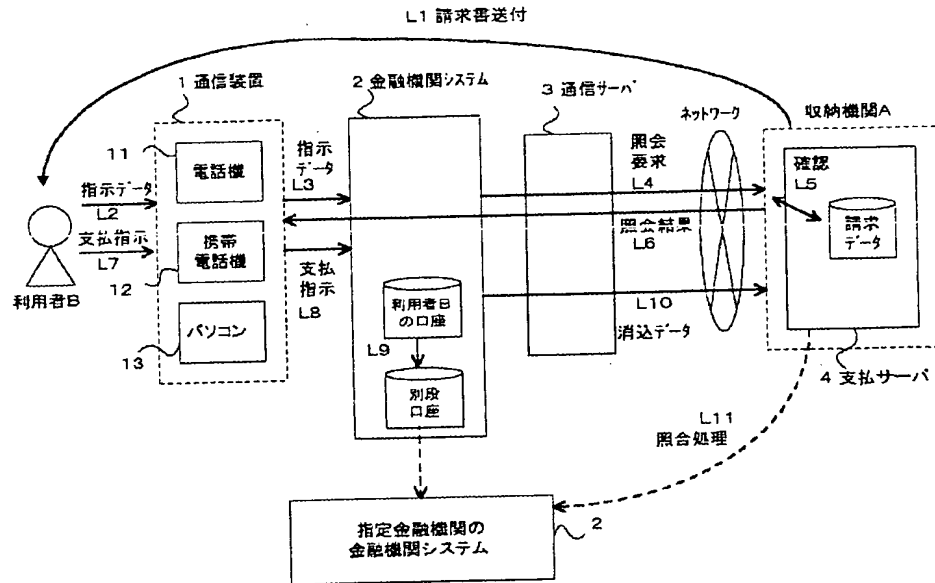 L1 請求書送付
1 通信装置
2 金融機関システム
3 通信サーバ
ネットワーク
収納機関A
11
電話機
指示データ
L2
支払指示
L7
利用者B
12
携帯
電話機
13
パソコン
指示
データ
L3
支払
指示
L8
利用者B
の口座
L9
別段
口座
照会
要求
L4
照会結果
L6
L10
消込データ
確認
L5
請求
データ
4 支払サーバ
L11
照合処理
指定金融機関の
金融機関システム
2